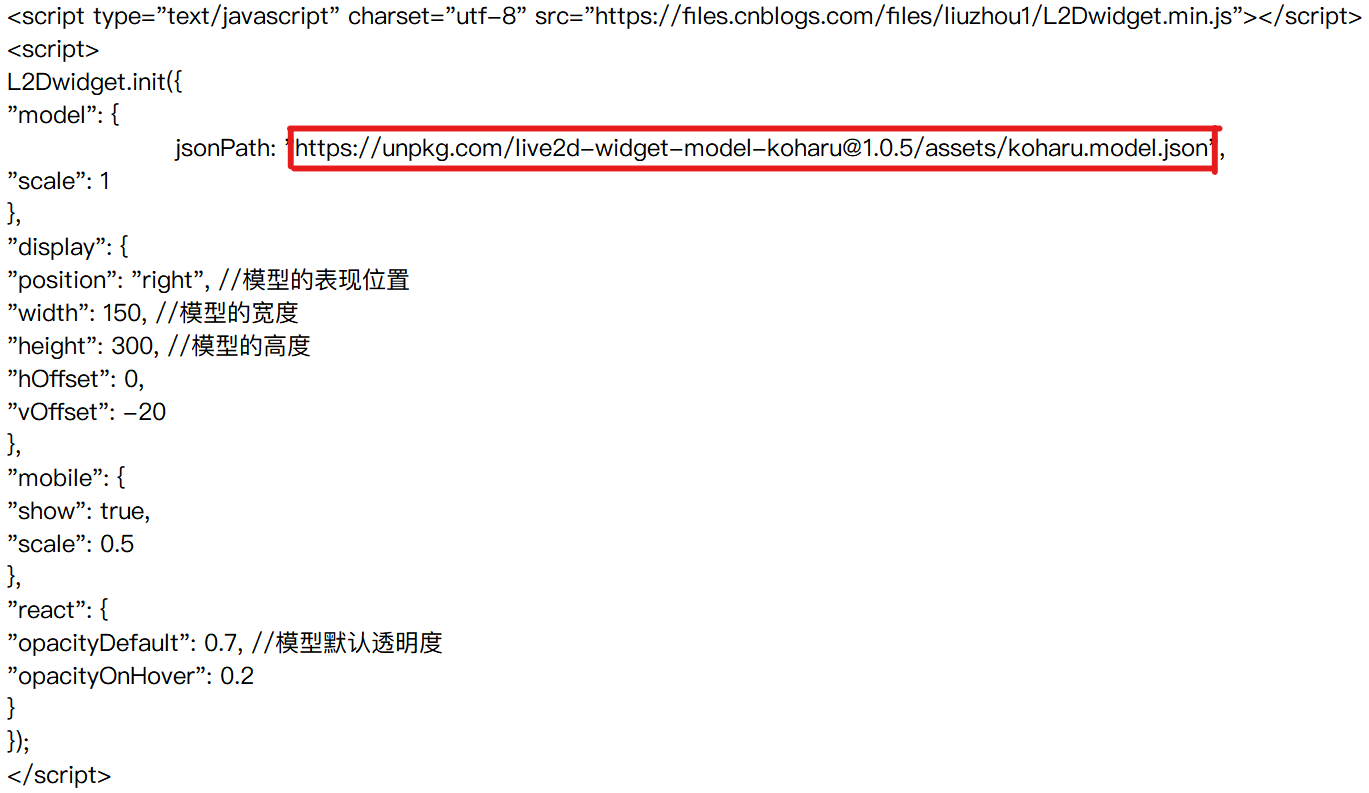 <script type="text/javascript" charset="utf-8" src="https://files.cnblogs.com/files/liuzhou1/L2Dwidget.min.js"></script>
<script>
L2Dwidget.init({
"model": {
jsonPath: "https://unpkg.com/live2d-widget-model-koharu@1.0.5/assets/koharu.model.json",
"scale": 1
},
"display": {
"position": "right", //模型的表现位置
"width": 150, //模型的宽度
"height": 300, //模型的高度
"hOffset": 0,
"vOffset": -20
},
"mobile": {
"show": true,
"scale": 0.5
},
"react": {
"opacityDefault": 0.7, //模型默认透明度
"opacityOnHover": 0.2
}
});
</script>